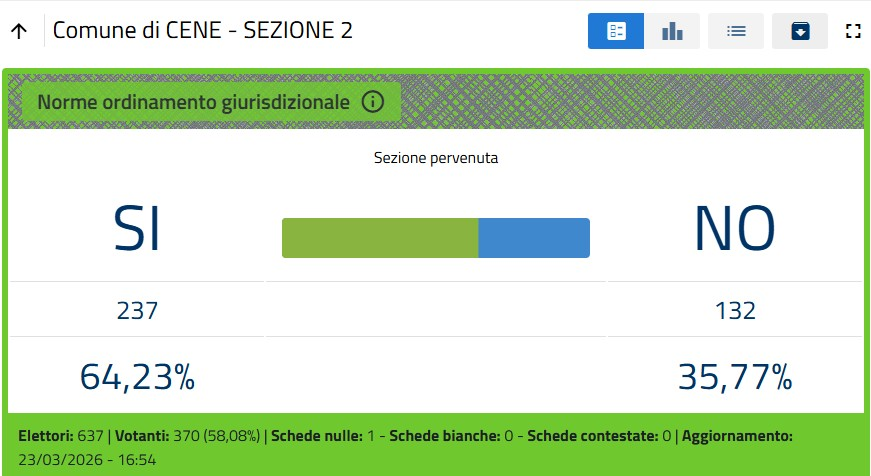 Comune di CENE - SEZIONE 2
Norme ordinamento giurisdizionale
Sezione pervenuta
SI
NO
237
132
64,23%
35,77%
Elettori: 637 | Votanti: 370 (58,08%) | Schede nulle: 1 - Schede bianche: 0 - Schede contestate: 0 | Aggiornamento:
23/03/2026 - 16:54